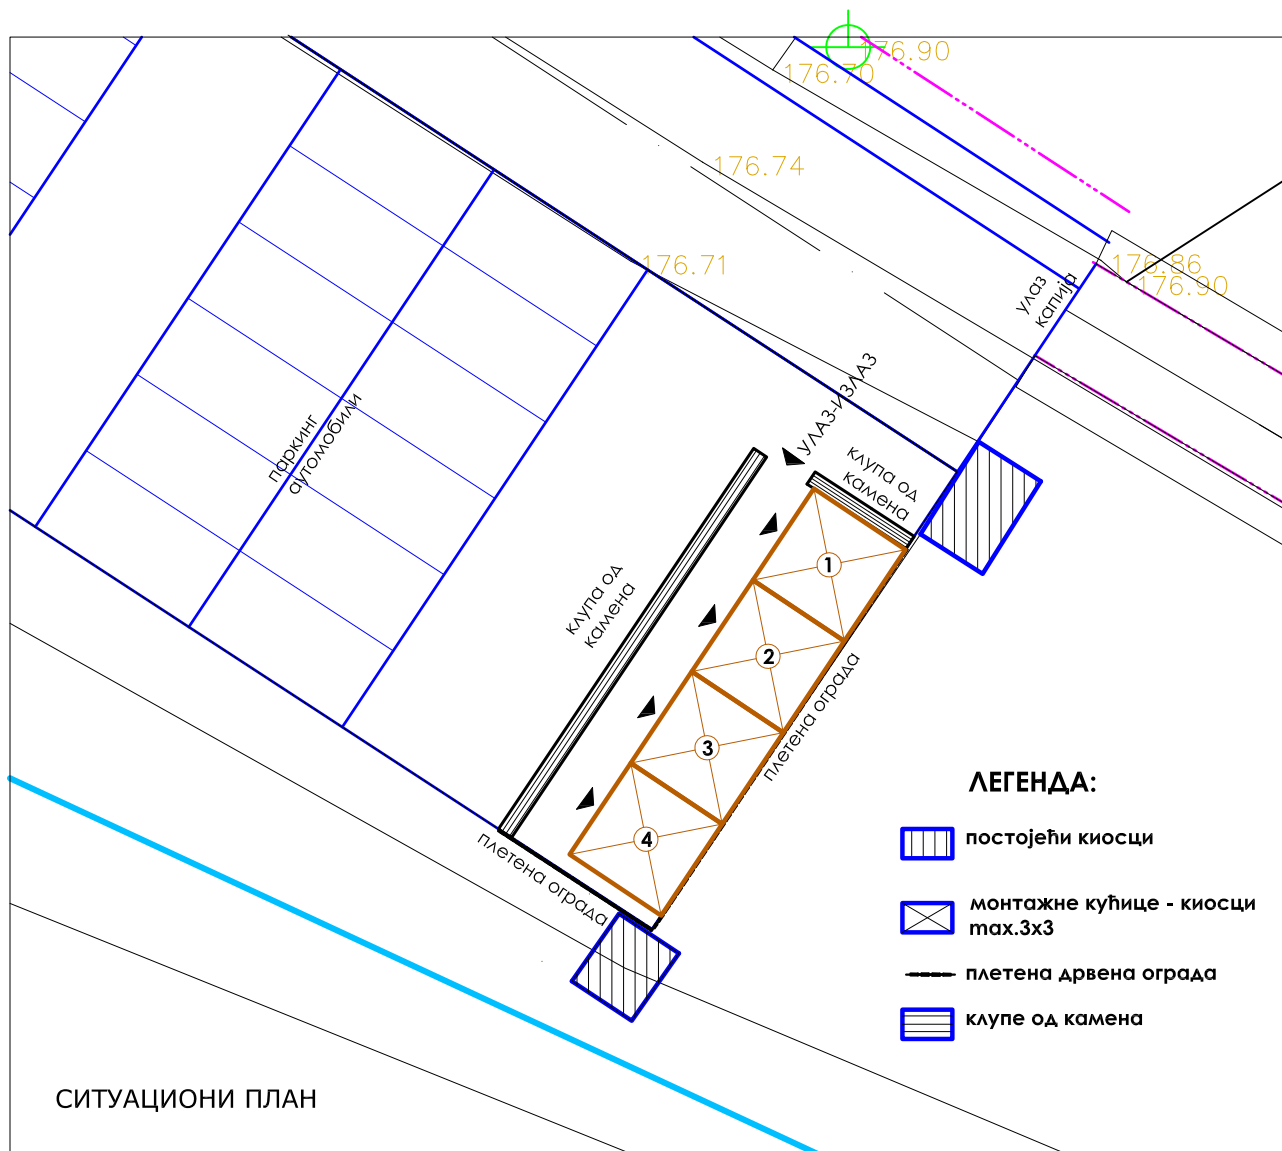 176.90
176.70
176.74
176.71
176.86
176.90
улаз
капија
УЛАЗ-ИЗЛАЗ
клупа од
камена
паркинг
аутомобили
клупа од
камена
1
2
3
4
плетена ограда
плетена ограда
ЛЕГЕНДА:
постојећи киосци
монтажне кућице - киосци
max.3x3
плетена дрвена ограда
клупе од камена
СИТУАЦИОНИ ПЛАН